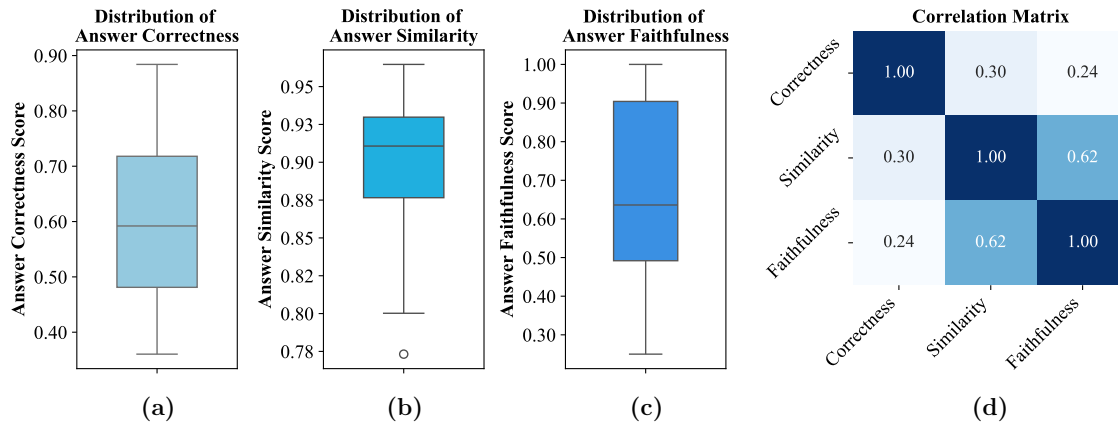 Distribution of
Answer Correctness
Answer Correctness Score
0.90
0.80
0.70
0.60
0.50
0.40
(a)
Distribution of
Answer Similarity
Answer Similarity Score
0.95
0.93
0.90
0.88
0.85
0.82
0.80
0.78
(b)
Distribution of
Answer Faithfulness
Answer Faithfulness Score
1.00
0.90
0.80
0.70
0.60
0.50
0.40
0.30
(c)
Correlation Matrix
Correctness
1.00 0.30 0.24
Similarity
0.30 1.00 0.62
Faithfulness
0.24 0.62 1.00
Correctness
Similarity
Faithfulness
(d)